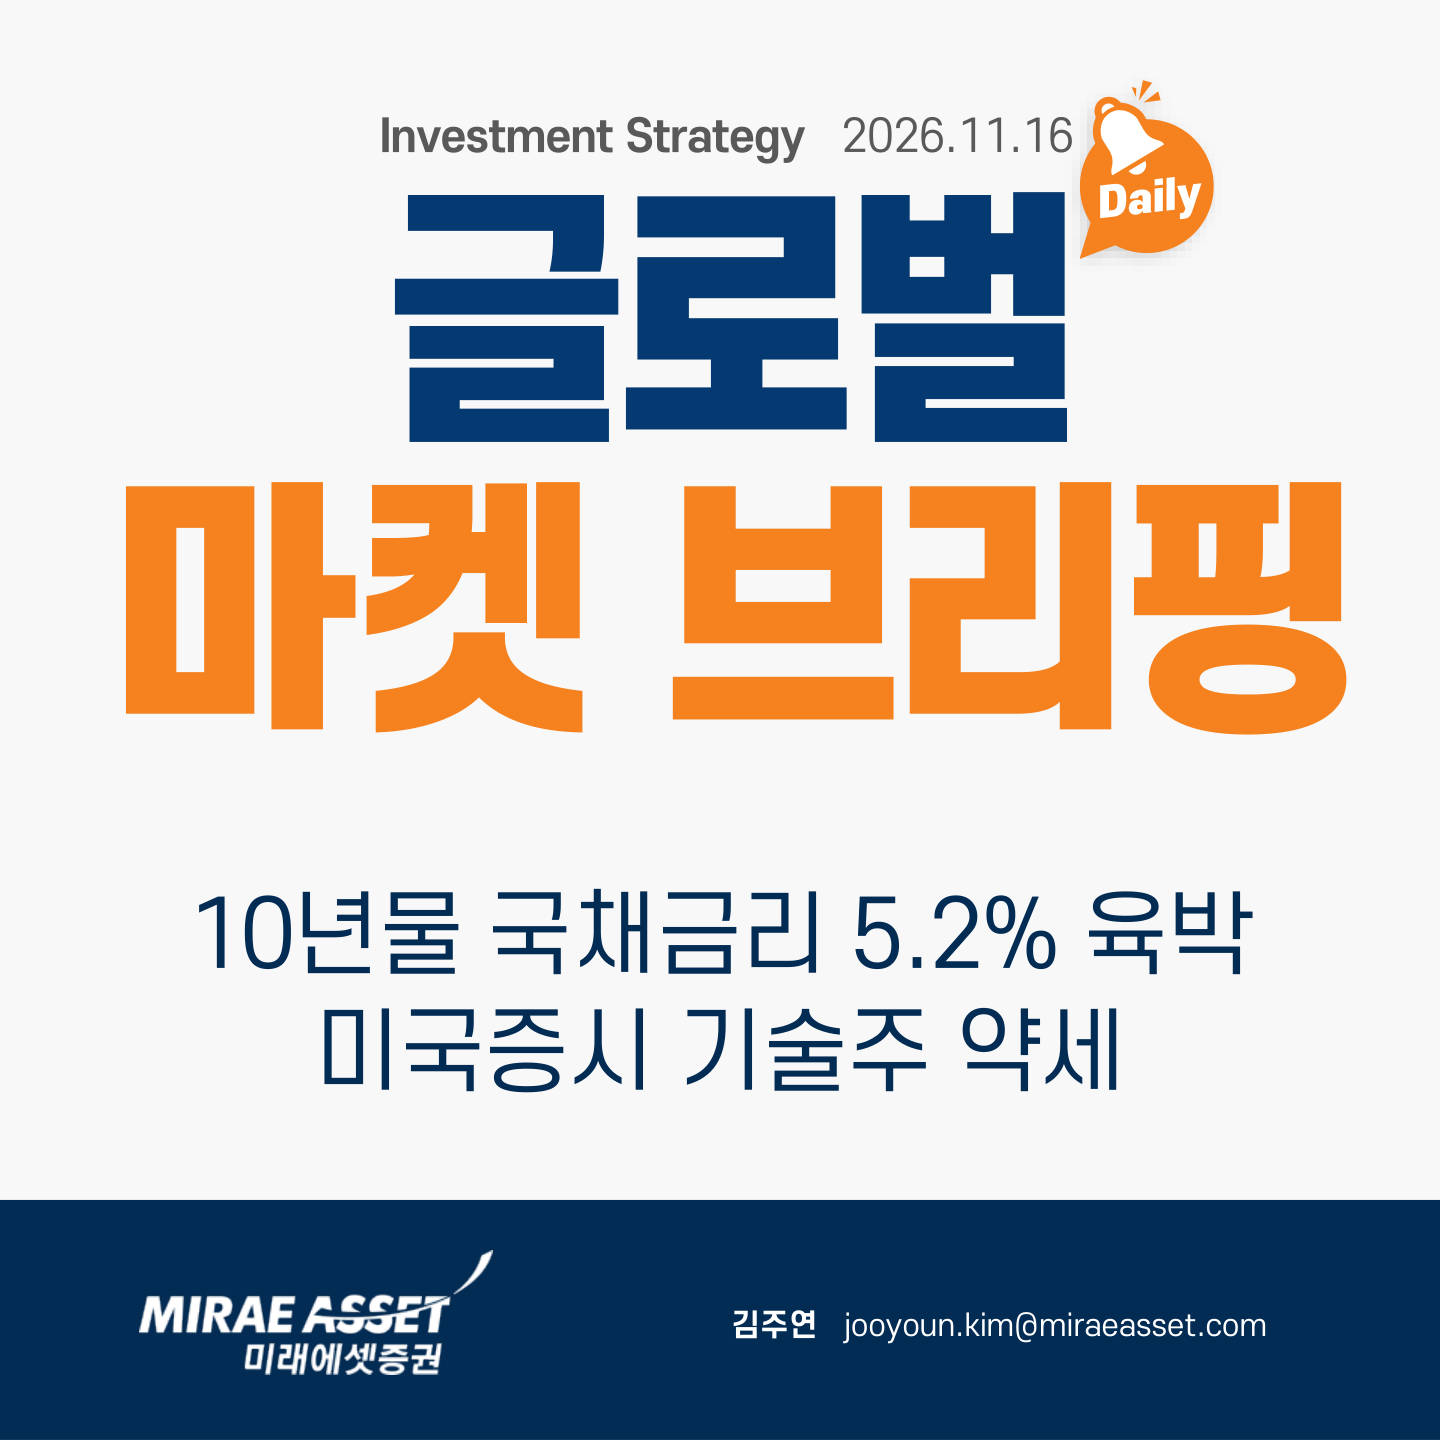 Investment Strategy 2026.11.16
Daily
글로벌
마켓 브리핑
10년물 국채금리 5.2% 육박
미국증시 기술주 약세
MIRAE ASSET
미래에셋증권
김주연 jooyoun.kim@miraeasset.com